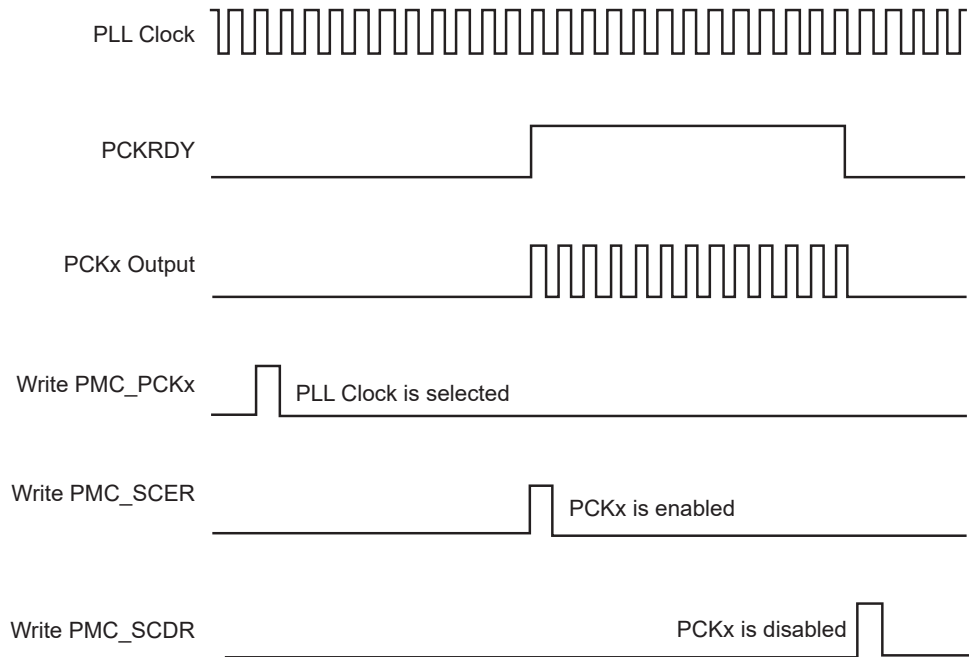 PLL Clock
PCKRDY
PCKx Output
Write PMC_PCKx
PLL Clock is selected
Write PMC_SCER
PCKx is enabled
Write PMC_SCDR
PCKx is disabled